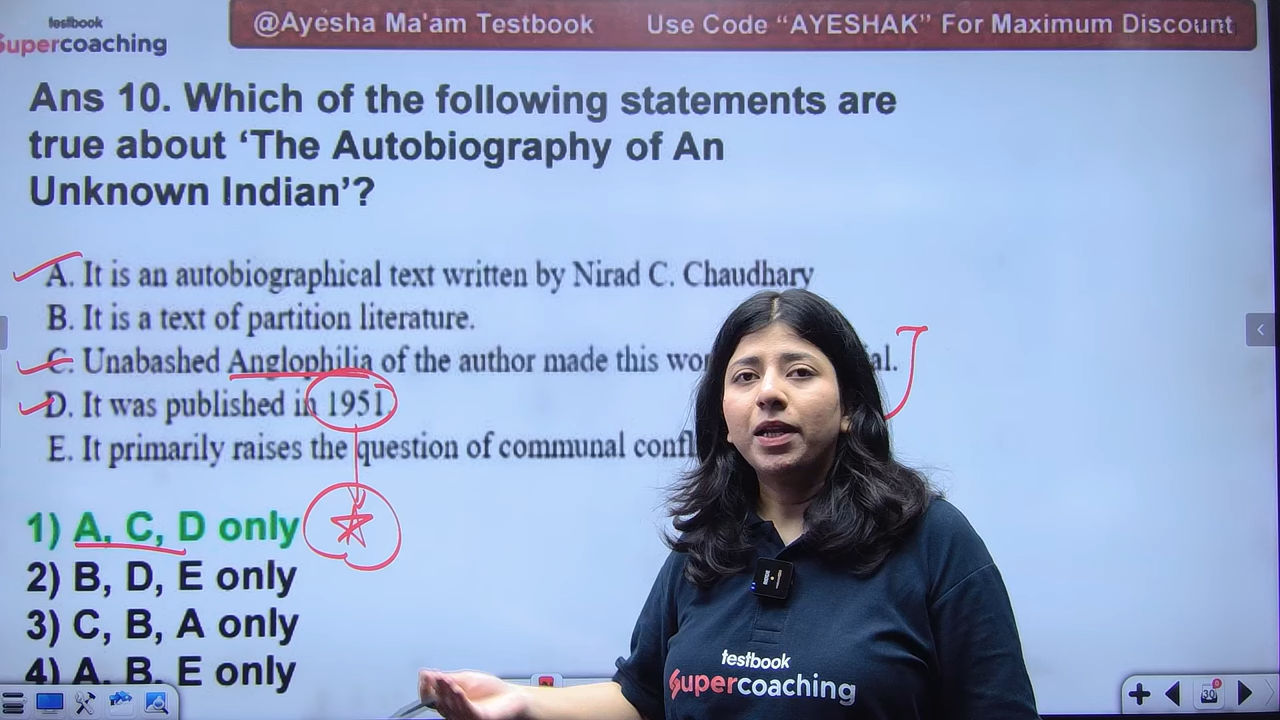 testbook
Supercoaching
@Ayesha Ma'am Testbook Use Code “AYESHAK” For Maximum Discount
Ans 10. Which of the following statements are
true about ‘The Autobiography of An
Unknown Indian’?
A. It is an autobiographical text written by Nirad C. Chaudhary
B. It is a text of partition literature.
C. Unabashed Anglophilia of the author made this
D. It was published in 1951.
E. It primarily raises the question of communal
1) A, C, D only
2) B, D, E only
3) C, B, A only
4) A, B, E only
testbook
Supercoaching
30